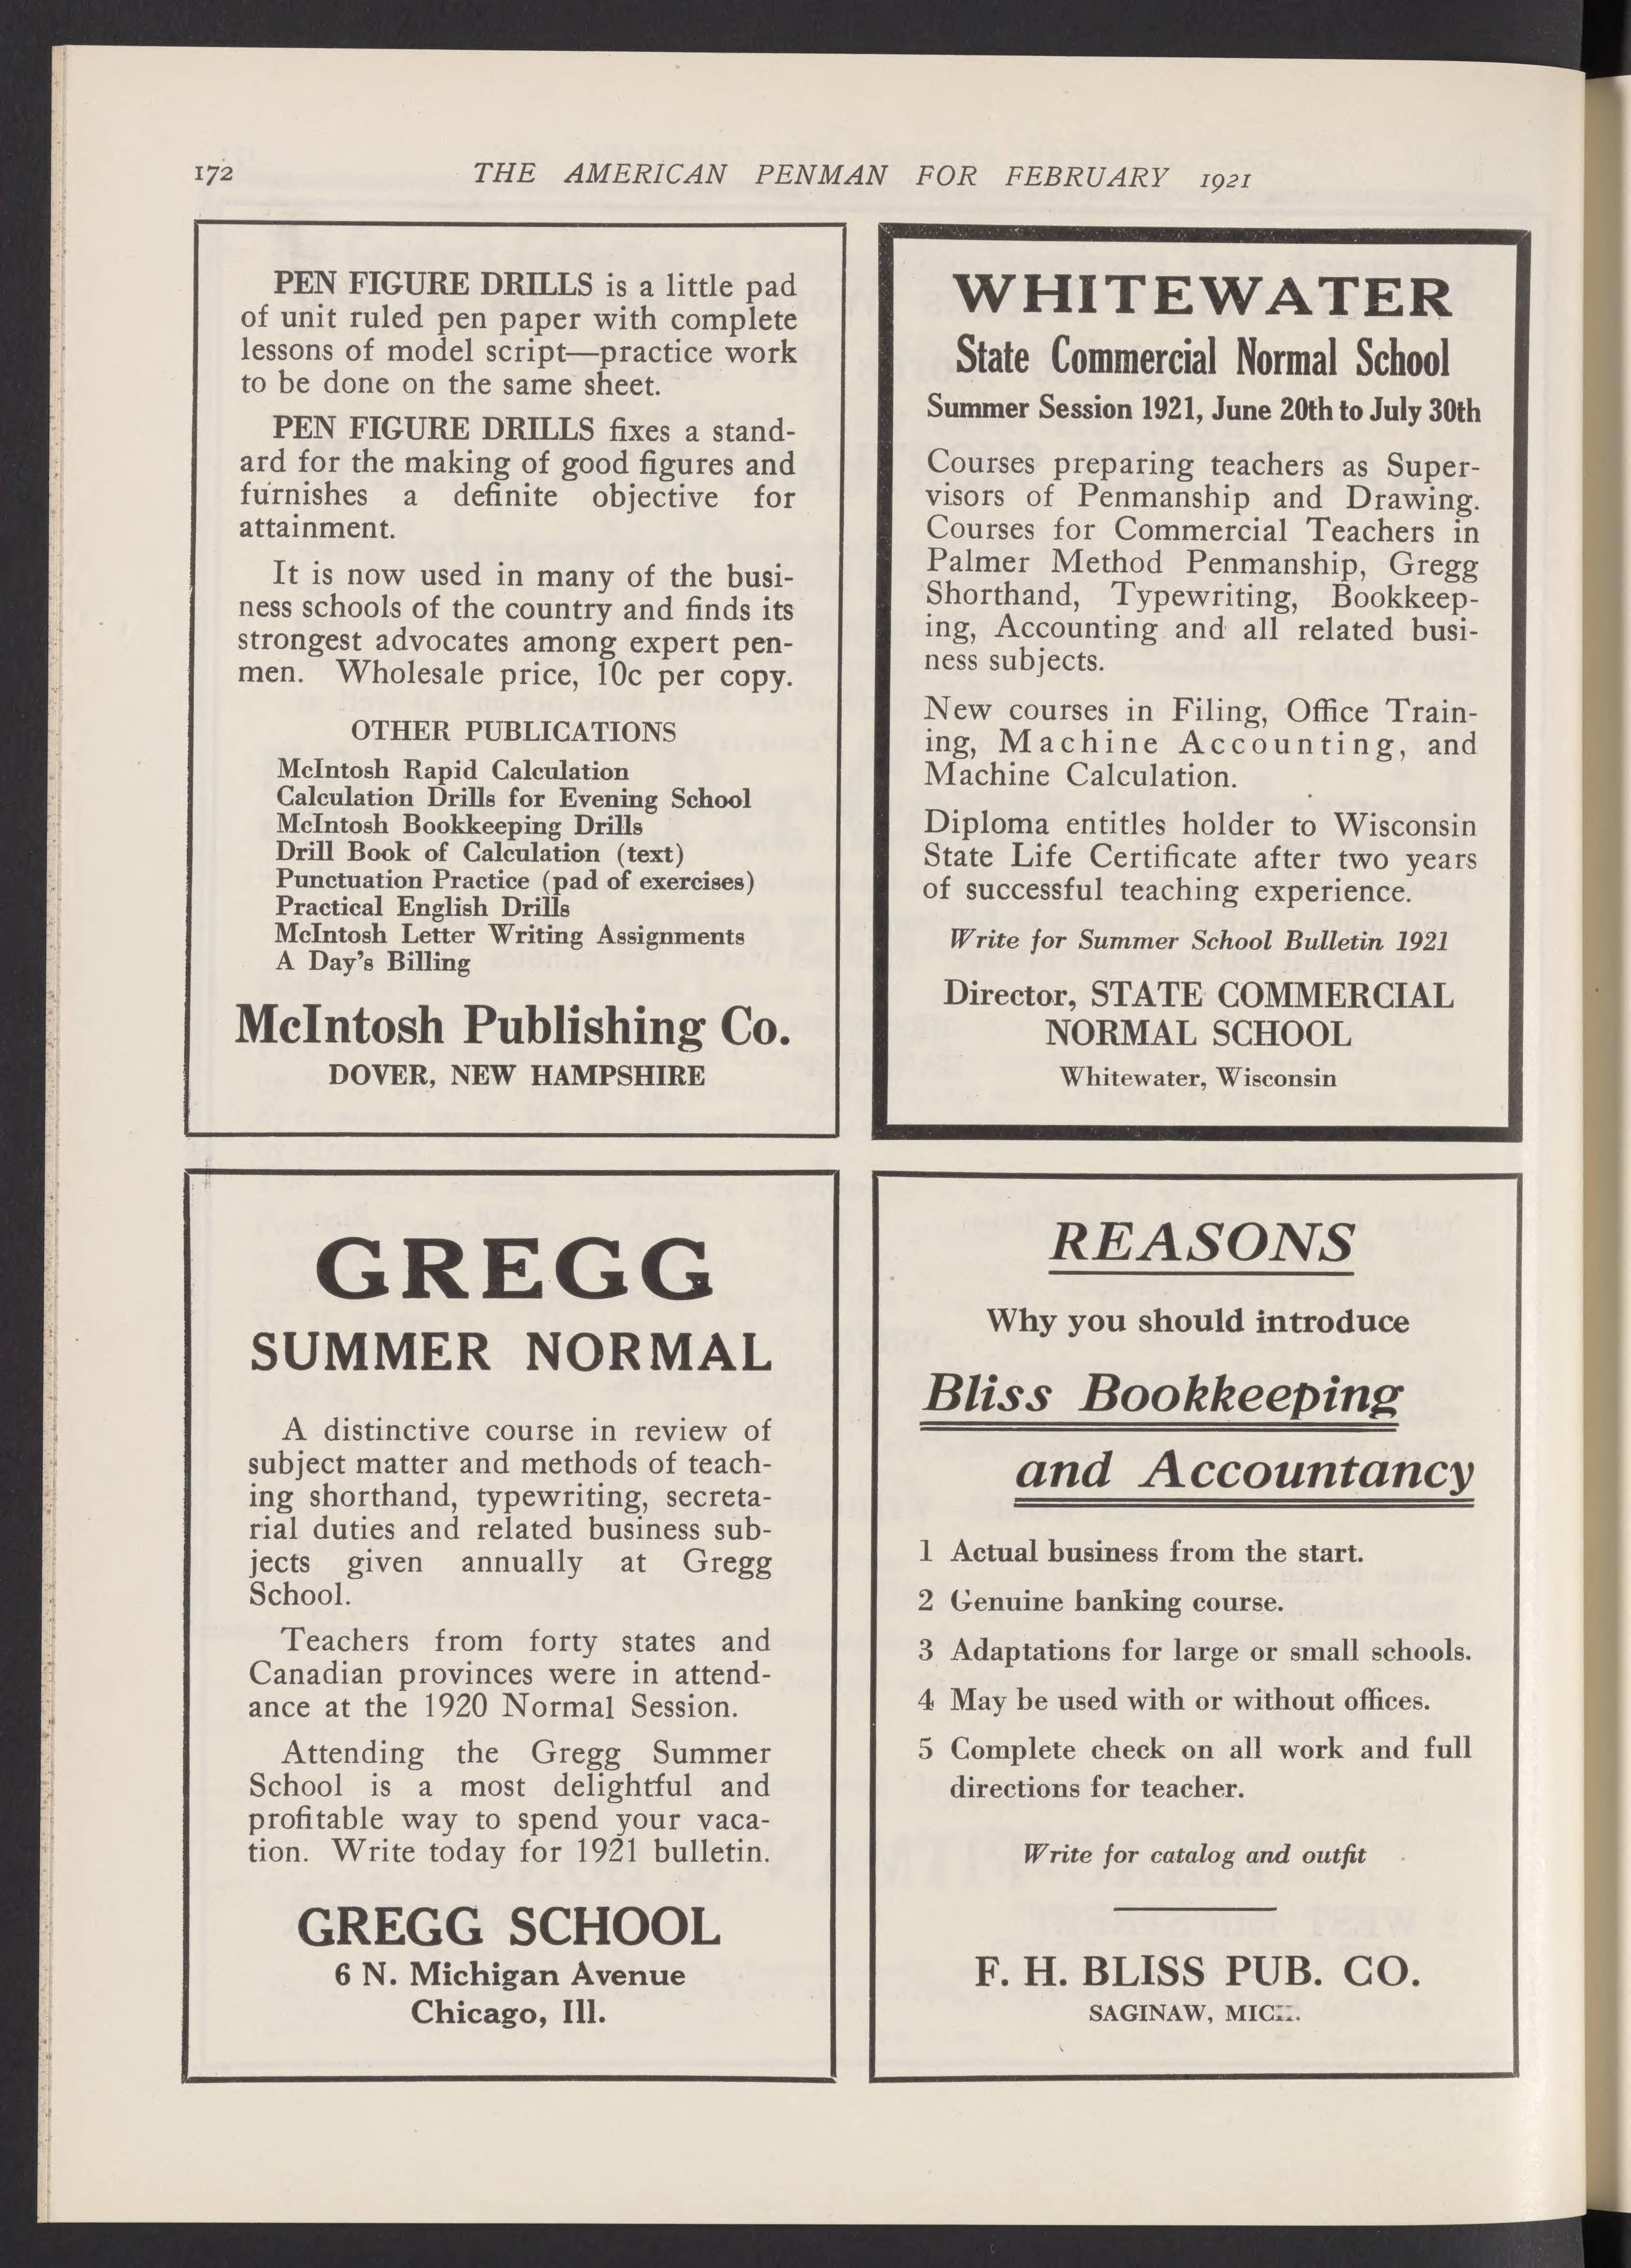 172
THE AMERICAN PENMAN FOR FEBRUARY 1921
PEN FIGURE DRILLS is a little pad
of unit ruled pen paper with complete
lessons of model script—practice work
to be done on the same sheet.
PEN FIGURE DRILLS fixes a stand-
ard for the making of good figures and
furnishes a definite objective for
attainment.
It is now used in many of the busi-
ness schools of the country and finds its
strongest advocates among expert pen-
men. Wholesale price, 10c per copy.
OTHER PUBLICATIONS
McIntosh Rapid Calculation
Calculation Drills for Evening School
McIntosh Bookkeeping Drills
Drill Book of Calculation (text)
Punctuation Practice (pad of exercises)
Practical English Drills
McIntosh Letter Writing Assignments
A Day's Billing
McIntosh Publishing Co.
DOVER, NEW HAMPSHIRE
WHITEWATER
State Commercial Normal School
Summer Session 1921, June 20th to July 30th
Courses preparing teachers as Super-
visors of Penmanship and Drawing.
Courses for Commercial Teachers in
Palmer Method Penmanship, Gregg
Shorthand, Typewriting, Bookkeep-
ing, Accounting and all related busi-
ness subjects.
New courses in Filing, Office Train-
ing, Machine Accounting, and
Machine Calculation.
Diploma entitles holder to Wisconsin
State Life Certificate after two years
of successful teaching experience.
Write for Summer School Bulletin 1921
Director, STATE COMMERCIAL
NORMAL SCHOOL
Whitewater, Wisconsin
GREGG
SUMMER NORMAL
A distinctive course in review of
subject matter and methods of teach-
ing shorthand, typewriting, secreta-
rial duties and related business sub-
jects given annually at Gregg
School.
Teachers from forty states and
Canadian provinces were in attend-
ance at the 1920 Normal Session.
Attending the Gregg Summer
School is a most delightful and
profitable way to spend your vaca-
tion. Write today for 1921 bulletin.
GREGG SCHOOL
6 N. Michigan Avenue
Chicago, Ill.
REASONS
Why you should introduce
Bliss Bookkeeping
and Accountancy
1 Actual business from the start.
2 Genuine banking course.
3 Adaptations for large or small schools.
4 May be used with or without offices.
5 Complete check on all work and full
directions for teacher.
Write for catalog and outfit
F. H. BLISS PUB. CO.
SAGINAW, MICH.